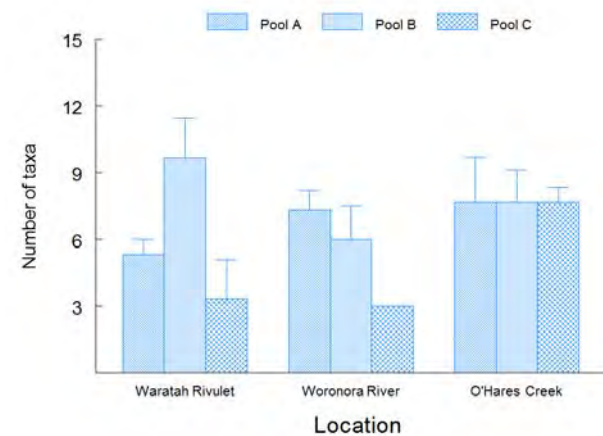 Pool A Pool B Pool C
15
12
9
6
3
Number of taxa
Waratah Rivulet Woronora River O'Hares Creek
Location